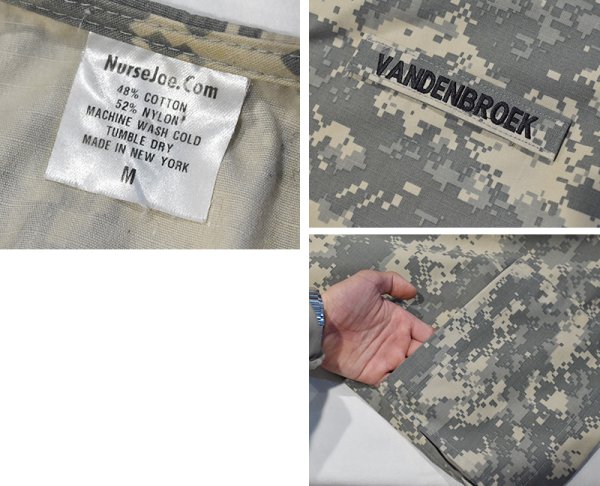 NurseJoe.Com
48% COTTON
52% NYLON
MACHINE WASH COLD
TUMBLE DRY
MADE IN NEW YORK
M
VANDENBROEK